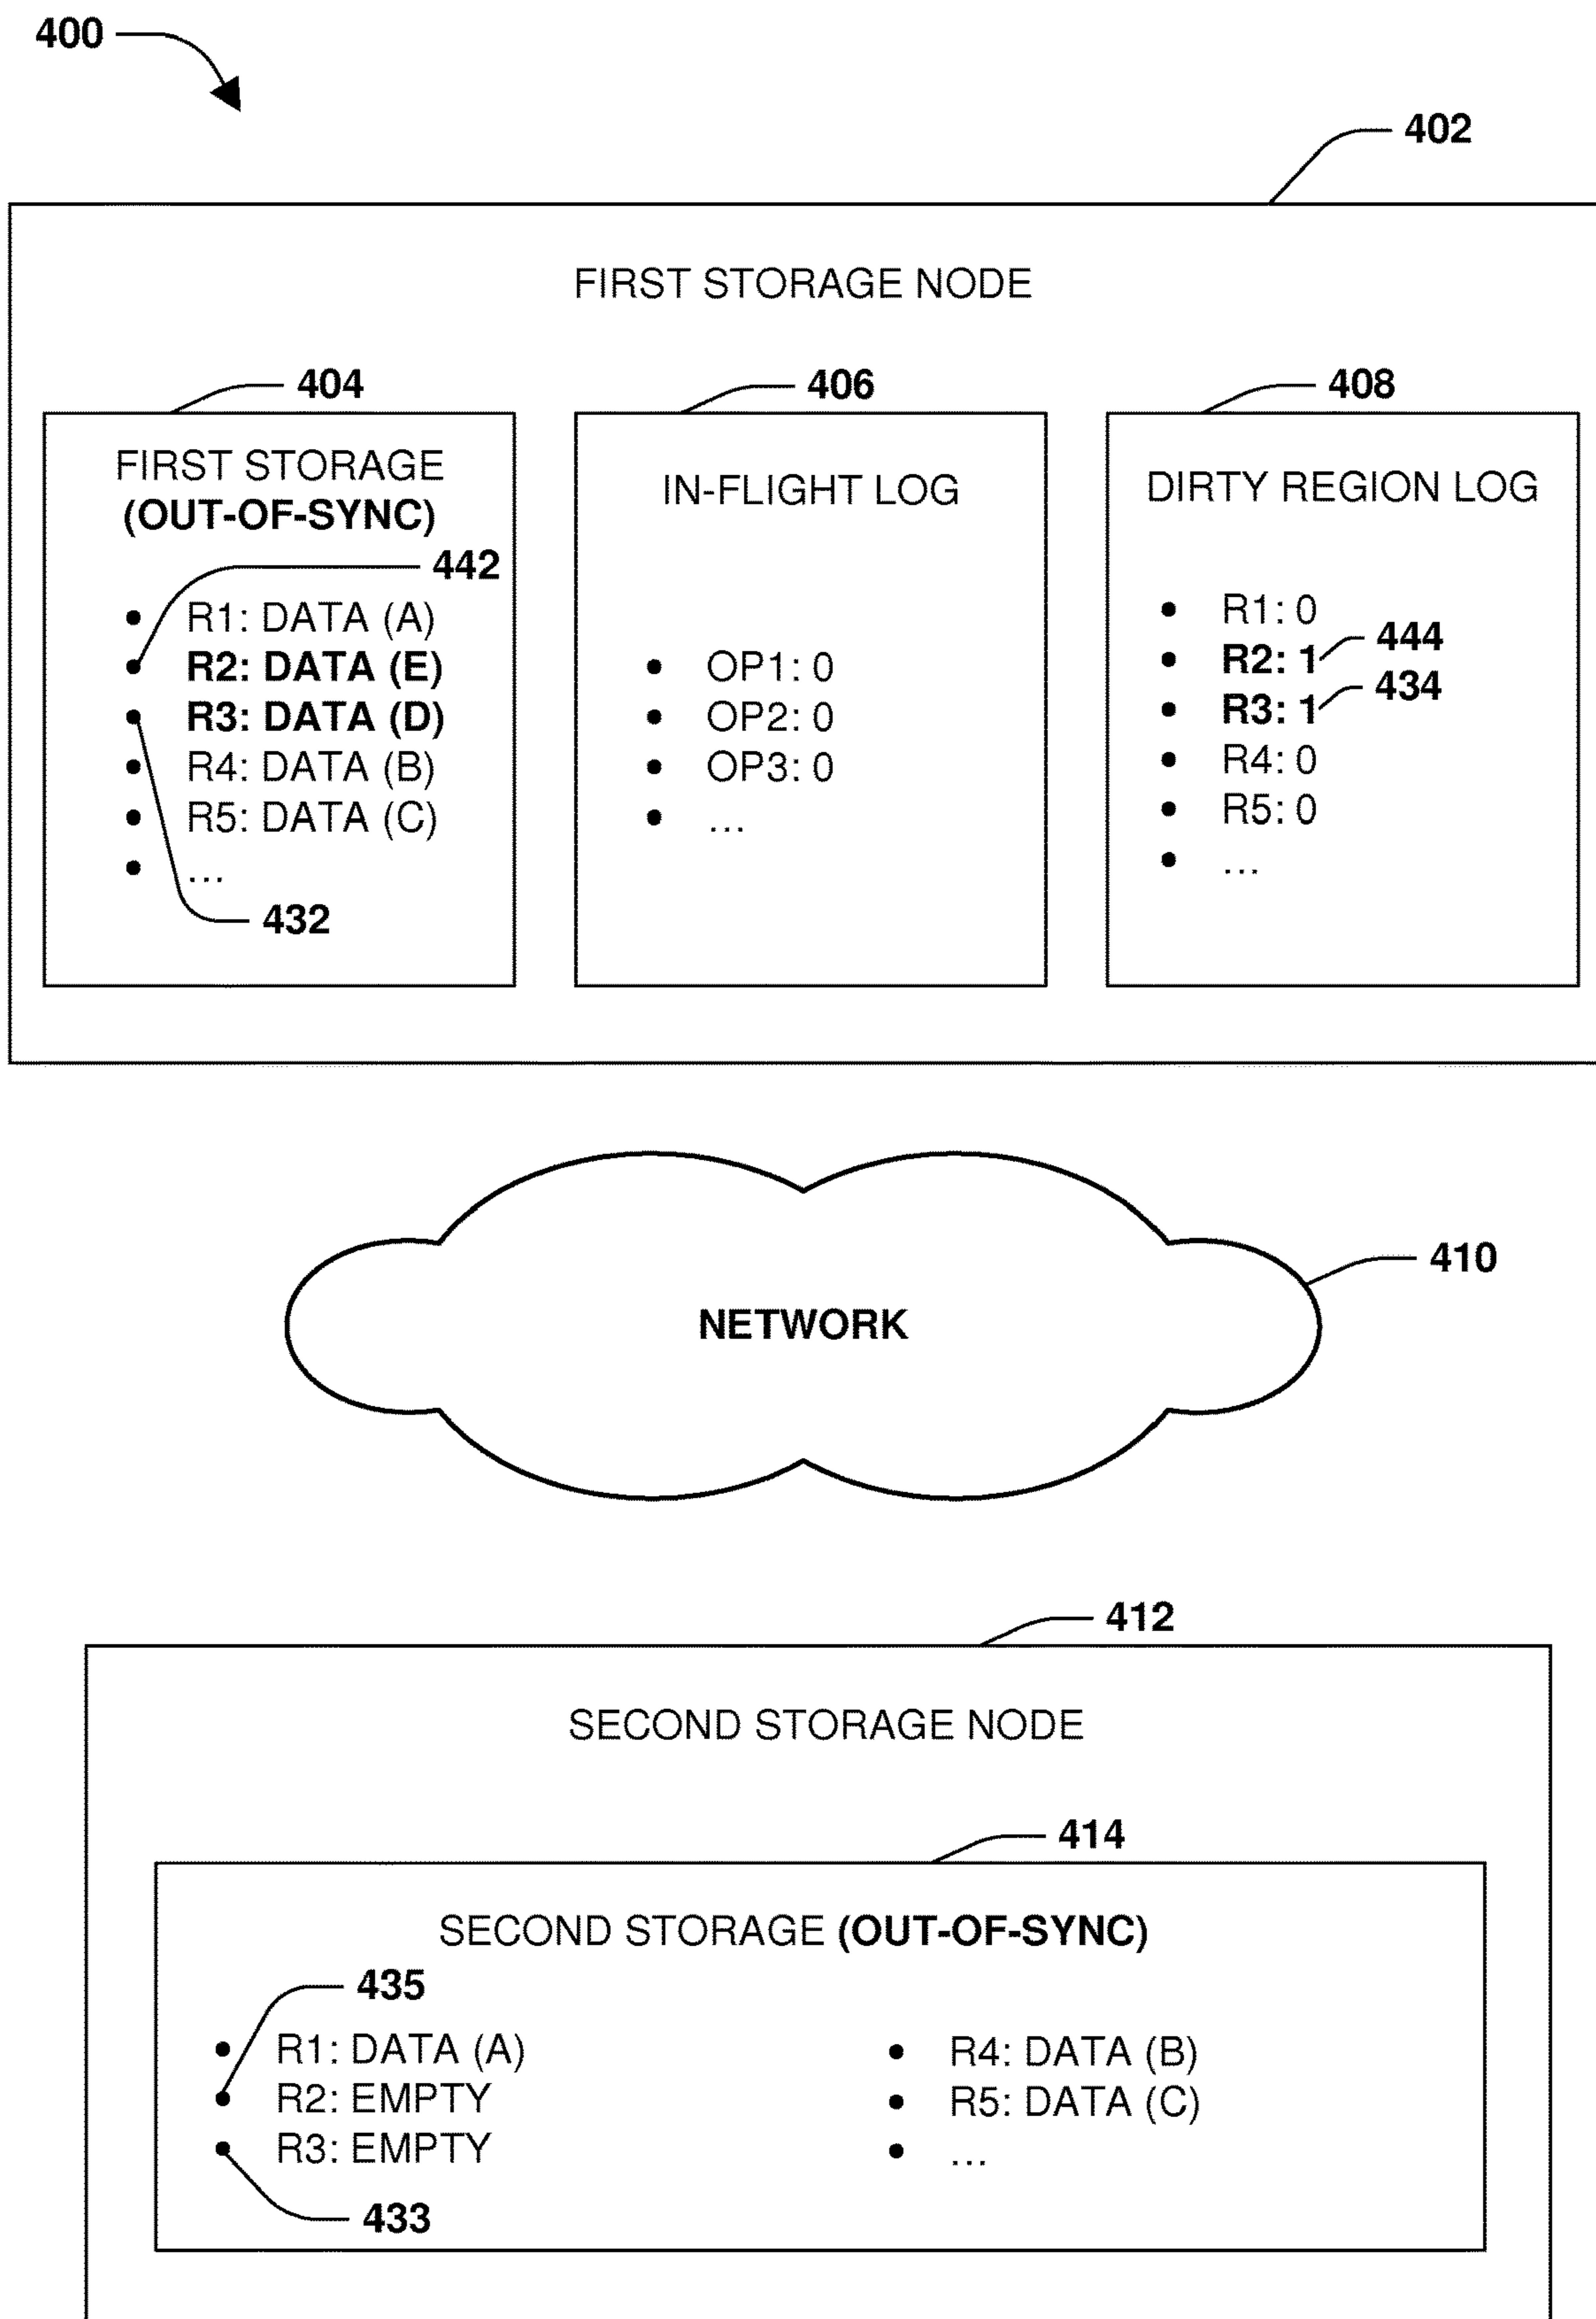 400
402
FIRST STORAGE NODE
404
FIRST STORAGE
(OUT-OF-SYNC)
442
• R1: DATA (A)
• R2: DATA (E)
• R3: DATA (D)
• R4: DATA (B)
• R5: DATA (C)
• ...
432
406
IN-FLIGHT LOG
• OP1: 0
• OP2: 0
• OP3: 0
• ...
408
DIRTY REGION LOG
• R1: 0
• R2: 1 444
• R3: 1 434
• R4: 0
• R5: 0
• ...
NETWORK
410
412
SECOND STORAGE NODE
414
SECOND STORAGE (OUT-OF-SYNC)
435
• R1: DATA (A)
• R2: EMPTY
• R3: EMPTY
433
• R4: DATA (B)
• R5: DATA (C)
• ...